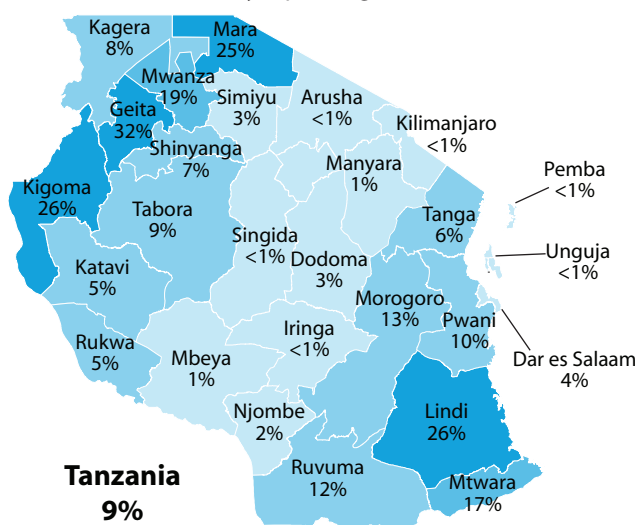 Kagera
8%
Mara
25%
Mwanza
19%
Geita
32%
Simiyu
3%
Arusha
<1%
Kilimanjaro
<1%
Shinyanga
7%
Manyara
1%
Pemba
<1%
Kigoma
26%
Tabora
9%
Singida
<1%
Dodoma
3%
Tanga
6%
Unguja
<1%
Katavi
5%
Morogoro
13%
Pwani
10%
Rukwa
5%
Mbeya
1%
Iringa
<1%
Dar es Salaam
4%
Njombe
2%
Lindi
26%
Ruvuma
12%
Mtwara
17%
Tanzania
9%